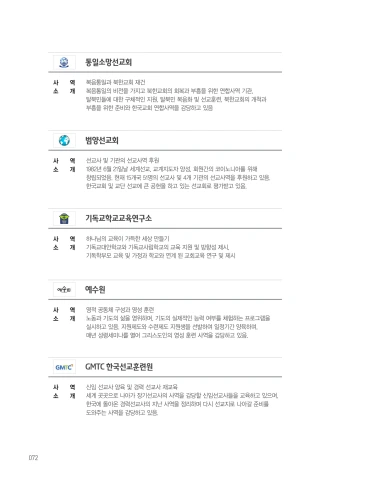 통일소망선교회
사 역 복음통일과 북한교회 재건
소 개 복음통일의 비전을 가지고 북한교회의 회복과 부흥을 위한 연합사역 기관,
탈북민들에 대한 구체적인 지원, 탈북민 복음화 및 선교훈련, 북한교회의 개척과
부흥을 위한 준비와 한국교회 연합사역을 감당하고 있음
범양선교회
사 역 선교사 및 기관의 선교사역 후원
소 개 1982년 6월 21일날 세계선교, 교계지도자 양성, 회원간의 코이노니아를 위해
창립되었음. 현재 15개국 51명의 선교사 및 4개 기관의 선교사역을 후원하고 있음.
한국교회 및 교단 선교에 큰 공헌을 하고 있는 선교회로 평가받고 있음.
기독교학교교육연구소
사 역 하나님의 교육이 가득한 세상 만들기
소 개 기독교대안학교와 기독교사립학교의 교육 지원 및 방향성 제시,
기독학부모 교육 및 가정과 학교와 연계 된 교회교육 연구 및 제시
예수원
예수원
사 역 영적 공동체 구성과 영성 훈련
소 개 노동과 기도의 삶을 영위하며, 기도의 실제적인 능력 여부를 체험하는 프로그램을
실시하고 있음. 지원제도와 수련제도 지원생을 선발하여 일정기간 양육하며,
매년 성령세미나를 열어 그리스도인의 영성 훈련 사역을 감당하고 있음.
GMTC
GMTC 한국선교훈련원
사 역 신임 선교사 양육 및 경력 선교사 재교육
소 개 세계 곳곳으로 나아가 장기선교사의 사역을 감당할 신임선교사들을 교육하고 있으며,
한국에 돌아온 경력선교사의 지난 사역을 정리하며 다시 선교지로 나아갈 준비를
도와주는 사역을 감당하고 있음.
072